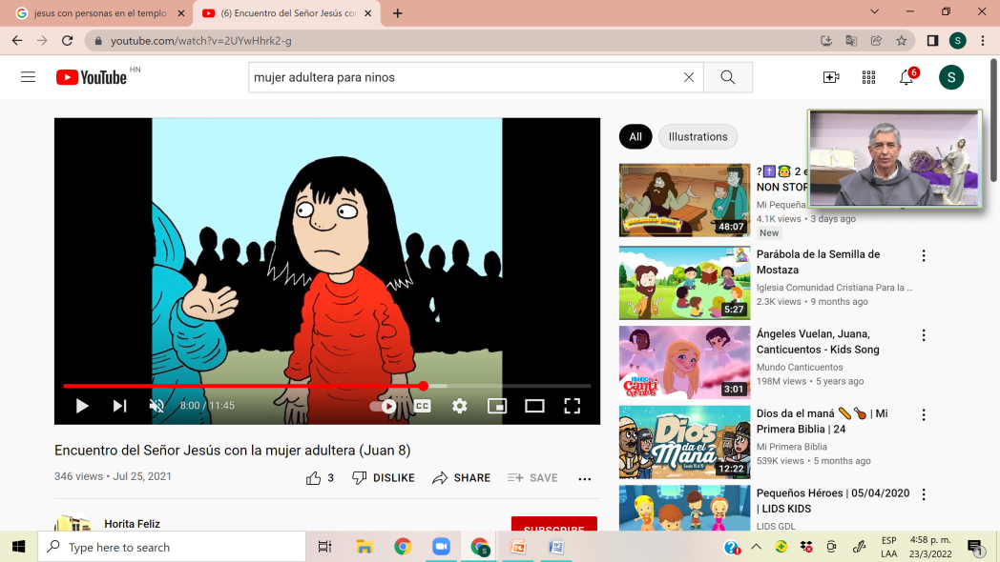 jesus con personas en el templo
(6) Encuentro del Señor Jesús con
youtube.com/watch?v=2UYwHhrk2-g
S
YouTube HN
mujer adultera para ninos
6
S
All
Illustrations
48:07
?✝️👼 2
NON STOP
Mi Pequeña
4.1K views • 3 days ago
New
5:27
Parábola de la Semilla de
Mostaza
Iglesia Comunidad Cristiana Para la ...
2.3K views • 9 months ago
MUNDO
Canti
Cuentos
3:01
Ángeles Vuelan, Juana,
Canticuentos - Kids Song
Mundo Canticuentos
198M views • 5 years ago
Dios
da el
Maná
12:22
Dios da el maná 🥖🍗 | Mi
Primera Biblia | 24
Mi Primera Biblia
539K views • 5 months ago
Pequeños Héroes | 05/04/2020
| LIDS KIDS
LIDS GDL
8:00 / 11:45
CC
Encuentro del Señor Jesús con la mujer adultera (Juan 8)
346 views • Jul 25, 2021
3
DISLIKE
SHARE
SAVE
Horita Feliz
SUBSCRIBE
Type here to search
ESP
LAA
4:58 p. m.
23/3/2022
1